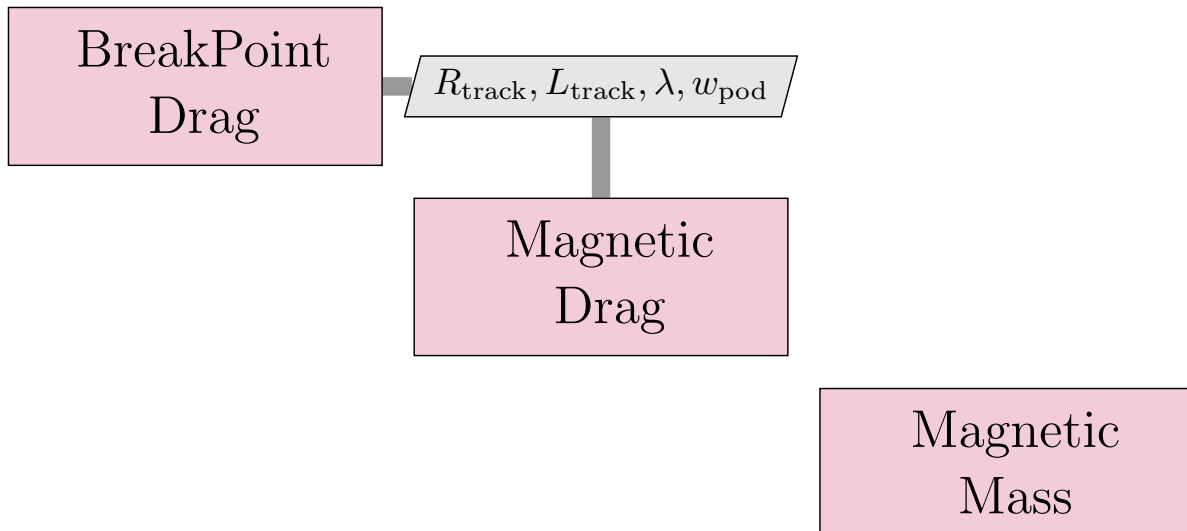 BreakPoint
Drag
R_track, L_track, λ, w_pod
Magnetic
Drag
Magnetic
Mass